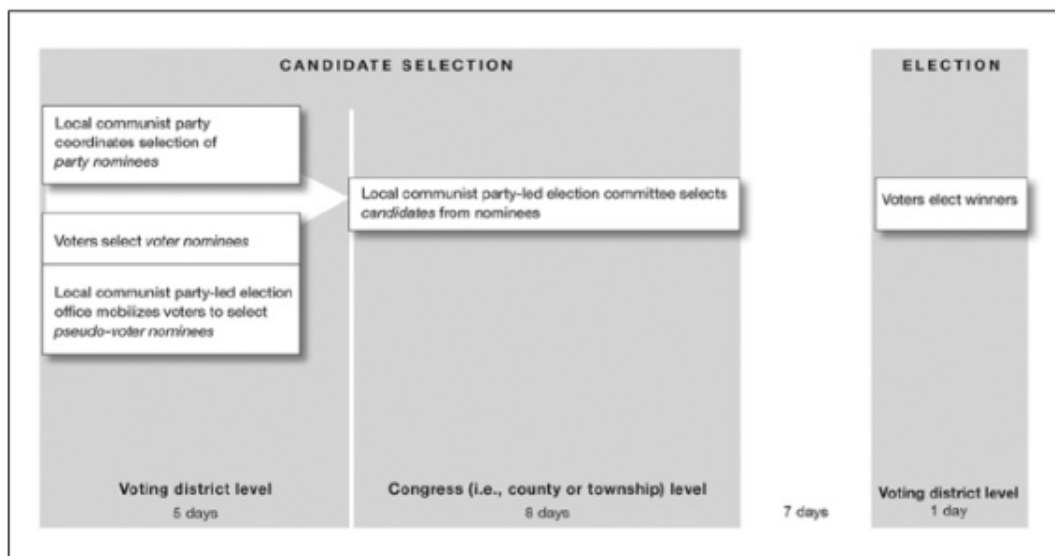 CANDIDATE SELECTION
Local communist party
coordinates selection of
party nominees
Voters select voter nominees
Local communist party-led election
office mobilizes voters to select
pseudo-voter nominees
Voting district level
5 days
Local communist party-led election committee selects
candidates from nominees
Congress (i.e., county or township) level
8 days
7 days
ELECTION
Voters elect winners
Voting district level
1 day